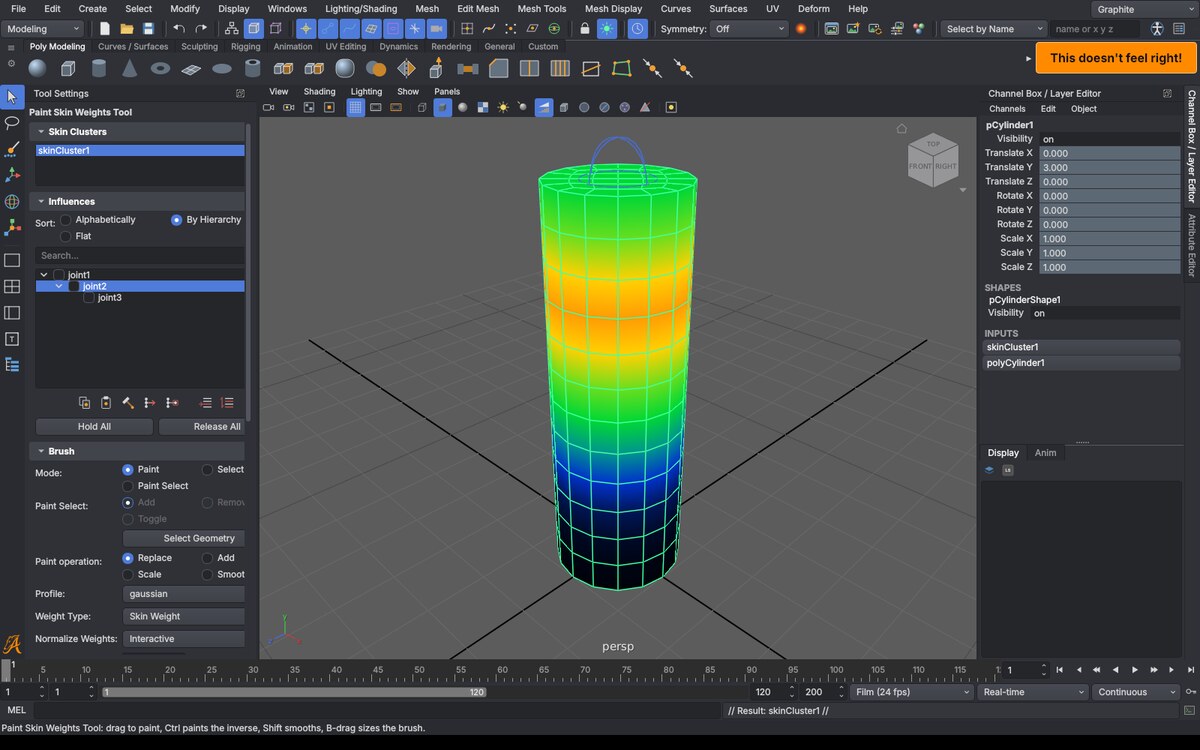 File Edit Create Select Modify Display Windows Lighting/Shading Mesh Edit Mesh Mesh Tools Mesh Display Curves Surfaces UV Deform Help Graphite
Modeling Symmetry: Off Select by Name name or x y z
Poly Modeling Curves / Surfaces Sculpting Rigging Animation UV Editing Dynamics Rendering General Custom
This doesn't feel right!
Tool Settings
Paint Skin Weights Tool
Skin Clusters
skinCluster1
Influences
Sort: Alphabetically By Hierarchy
Flat
Search...
joint1
joint2
joint3
Hold All Release All
Brush
Mode: Paint Select
Paint Select
Paint Select: Add Remov
Toggle
Select Geometry
Paint operation: Replace Add
Scale Smoot
Profile: gaussian
Weight Type: Skin Weight
Normalize Weights: Interactive
View Shading Lighting Show Panels
TOP
FRONT RIGHT
y
persp
Channel Box / Layer Editor
Channels Edit Object
pCylinder1
Visibility on
Translate X 0.000
Translate Y 3.000
Translate Z 0.000
Rotate X 0.000
Rotate Y 0.000
Rotate Z 0.000
Scale X 1.000
Scale Y 1.000
Scale Z 1.000
SHAPES
pCylinderShape1
Visibility on
INPUTS
skinCluster1
polyCylinder1
Display Anim
Channel Box / Layer Editor
Attribute Editor
1 5 10 15 20 25 30 35 40 45 50 55 60 65 70 75 80 85 90 95 100 105 110 115 1
1 1 1 120 120 200 Film (24 fps) Real-time Continuous
MEL // Result: skinCluster1 //
Paint Skin Weights Tool: drag to paint, Ctrl paints the inverse, Shift smooths, B-drag sizes the brush.